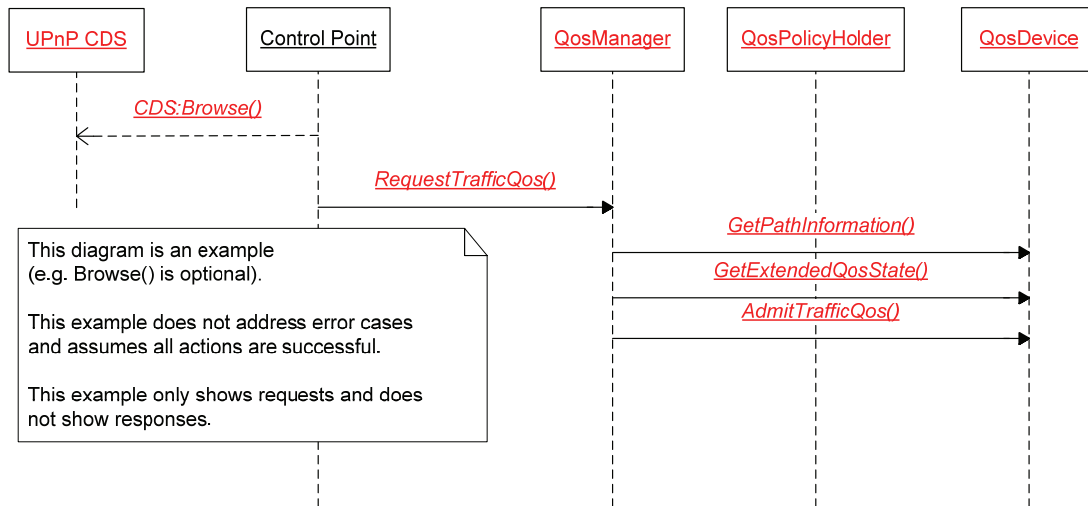 UPnP CDS
Control Point
QosManager
QosPolicyHolder
QosDevice
CDS:Browse()
RequestTrafficQos()
GetPathInformation()
GetExtendedQosState()
AdmitTrafficQos()
This diagram is an example
(e.g. Browse() is optional).
This example does not address error cases
and assumes all actions are successful.
This example only shows requests and does
not show responses.